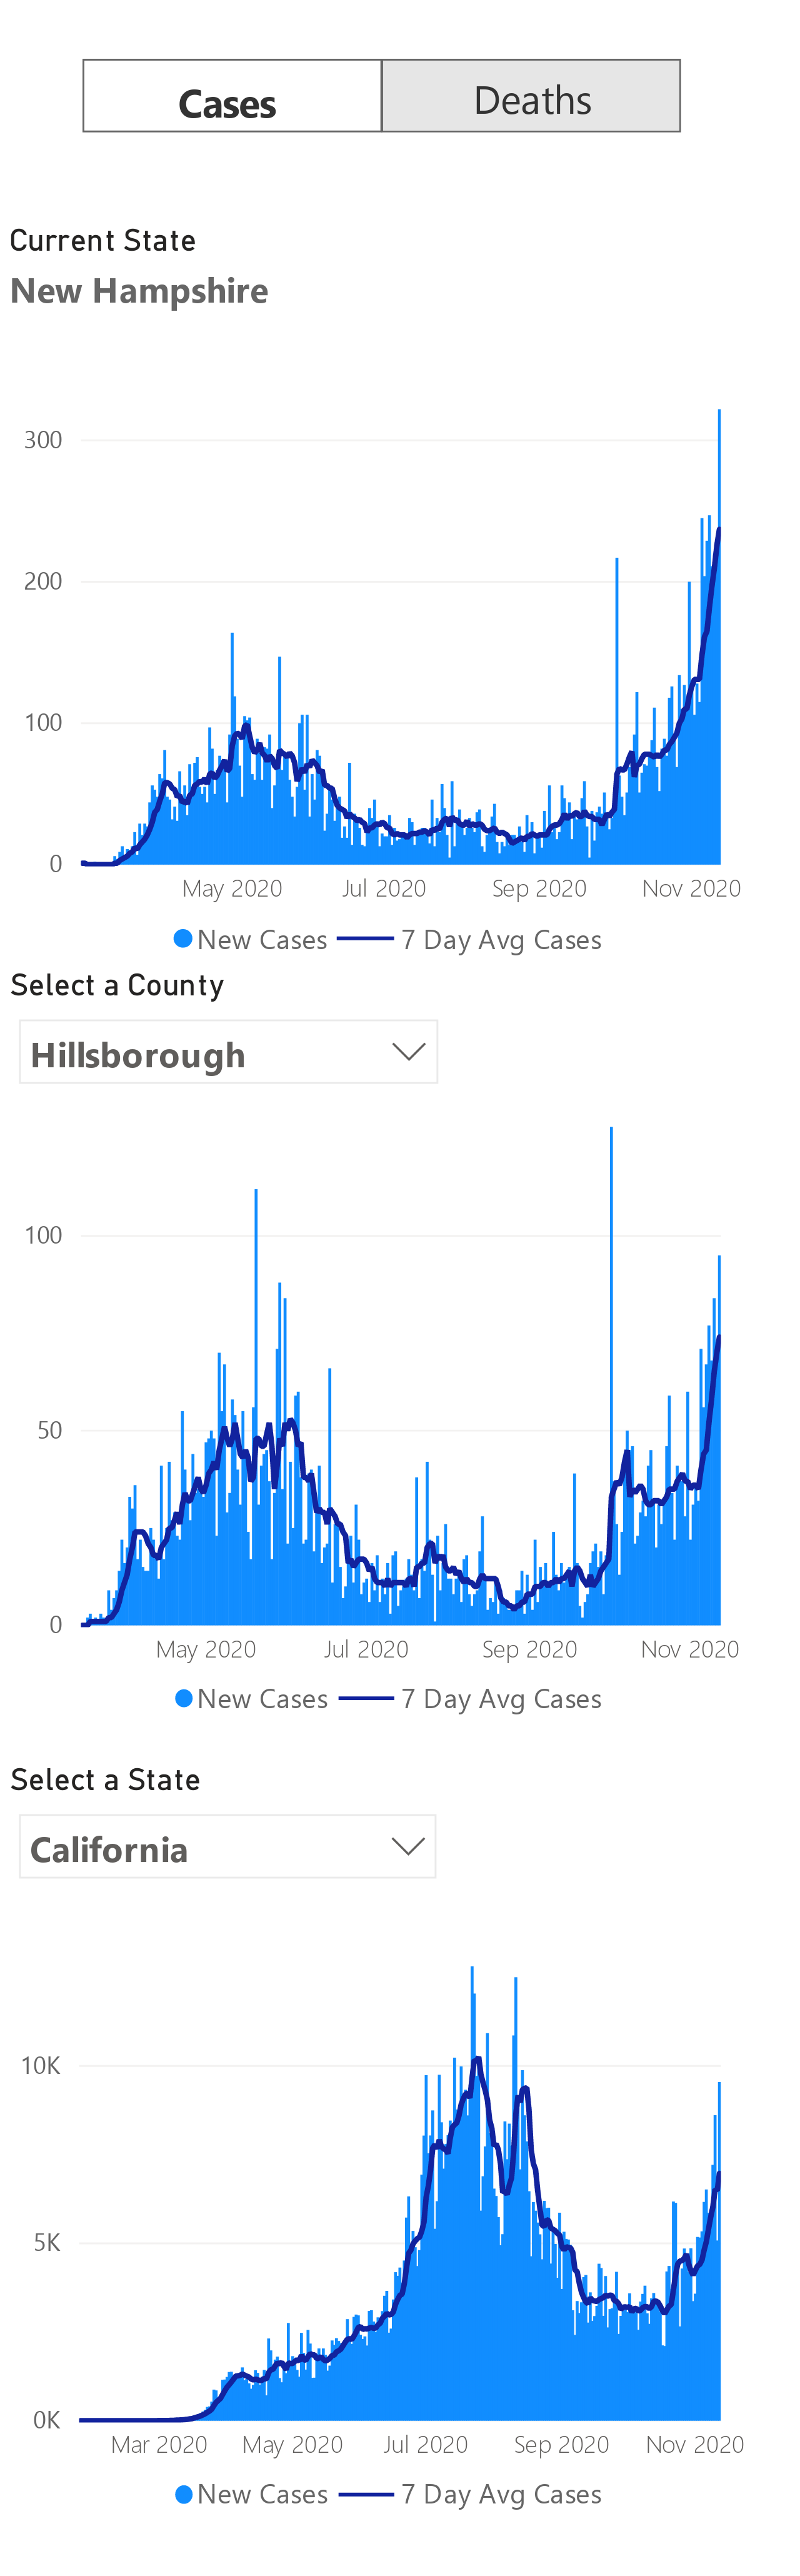 Cases Deaths
Current State
New Hampshire
300
200
100
0
May 2020 Jul 2020 Sep 2020 Nov 2020
New Cases 7 Day Avg Cases
Select a County
Hillsborough
100
50
0
May 2020 Jul 2020 Sep 2020 Nov 2020
New Cases 7 Day Avg Cases
Select a State
California
10K
5K
0K
Mar 2020 May 2020 Jul 2020 Sep 2020 Nov 2020
New Cases 7 Day Avg Cases